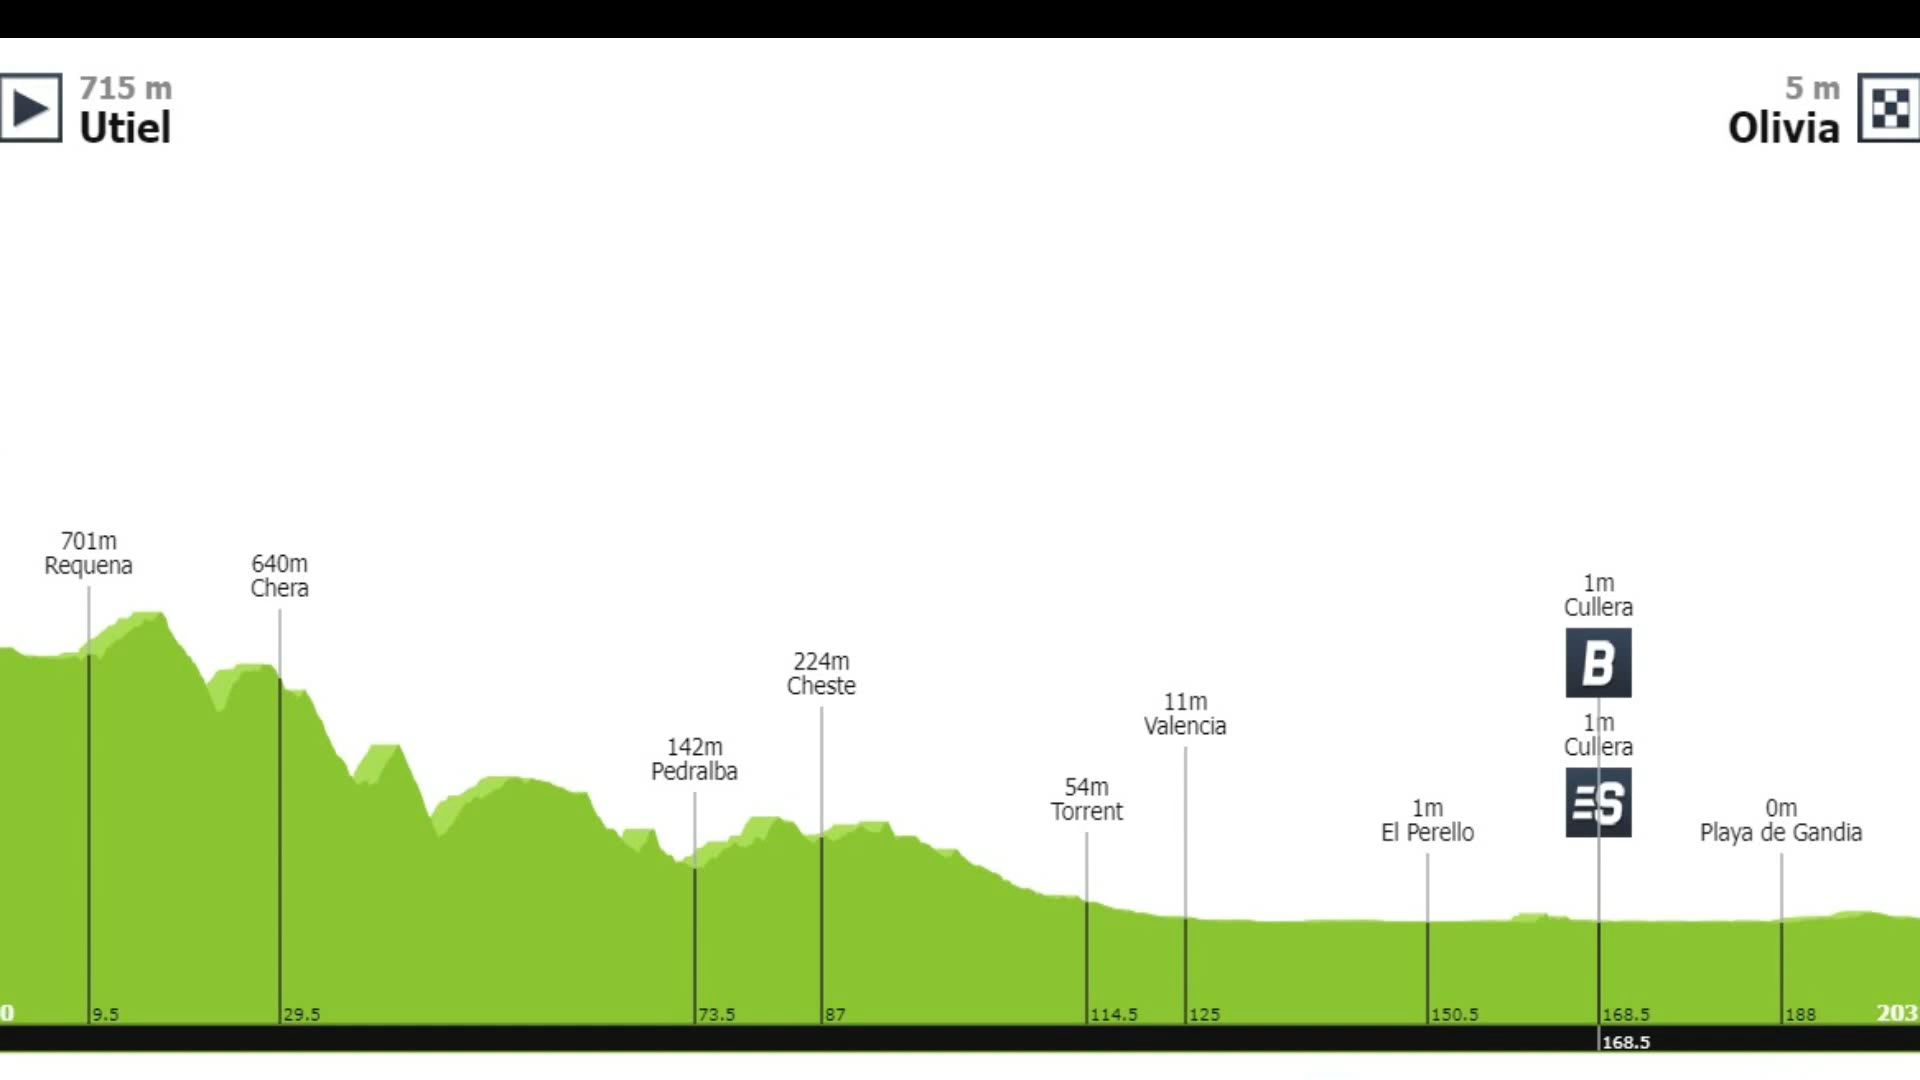 715 m
Utiel
5 m
Olivia
701m
Requena
640m
Chera
142m
Pedralba
224m
Cheste
54m
Torrent
11m
Valencia
1m
El Perello
1m
Cullera
B
1m
Cullera
S
0m
Playa de Gandia
0
9.5
29.5
73.5
87
114.5
125
150.5
168.5
188
203
168.5